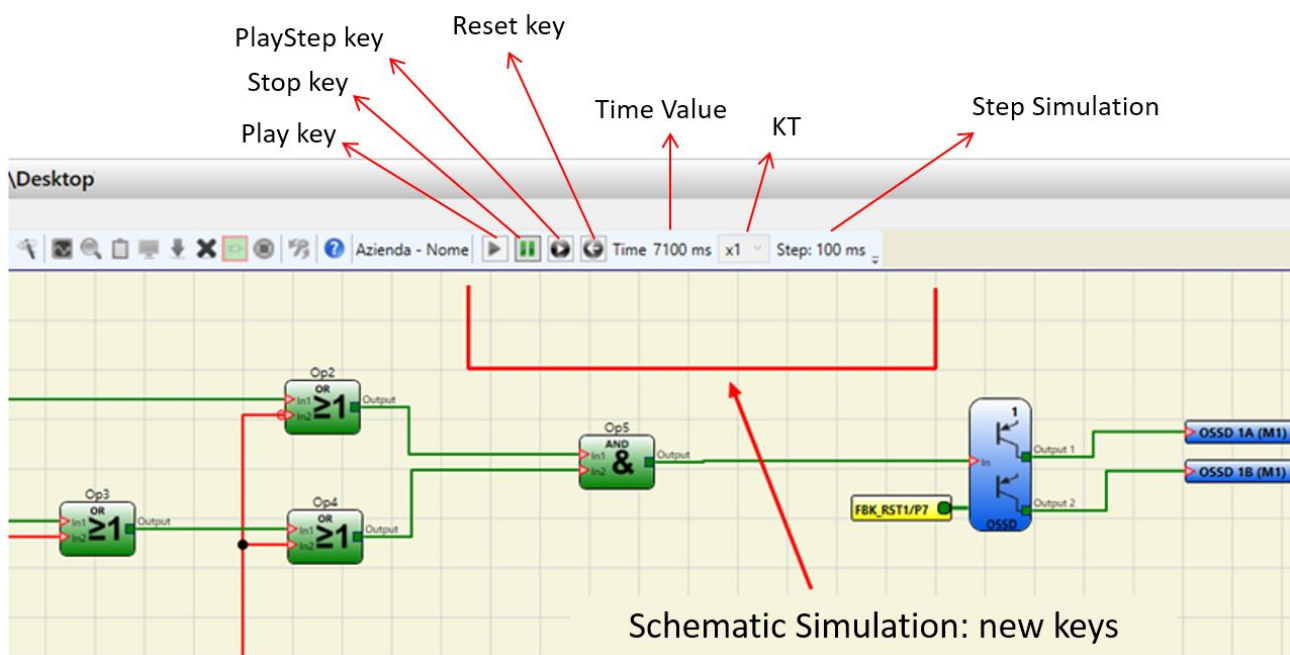 Reset key
PlayStep key
Stop key
Time Value
Step Simulation
KT
Play key
\Desktop
Azienda - Nome
Time 7100 ms
x1
Step: 100 ms
Op2
OR
≥1
In1
In2
Output
Op5
AND
&
In1
In2
Output
1
In
Output 1
Output 2
OSSD
OSSD 1A (M1)
OSSD 1B (M1)
Op3
OR
≥1
In1
In2
Output
Op4
OR
≥1
In1
In2
Output
FBK_RST1/P7
Schematic Simulation: new keys